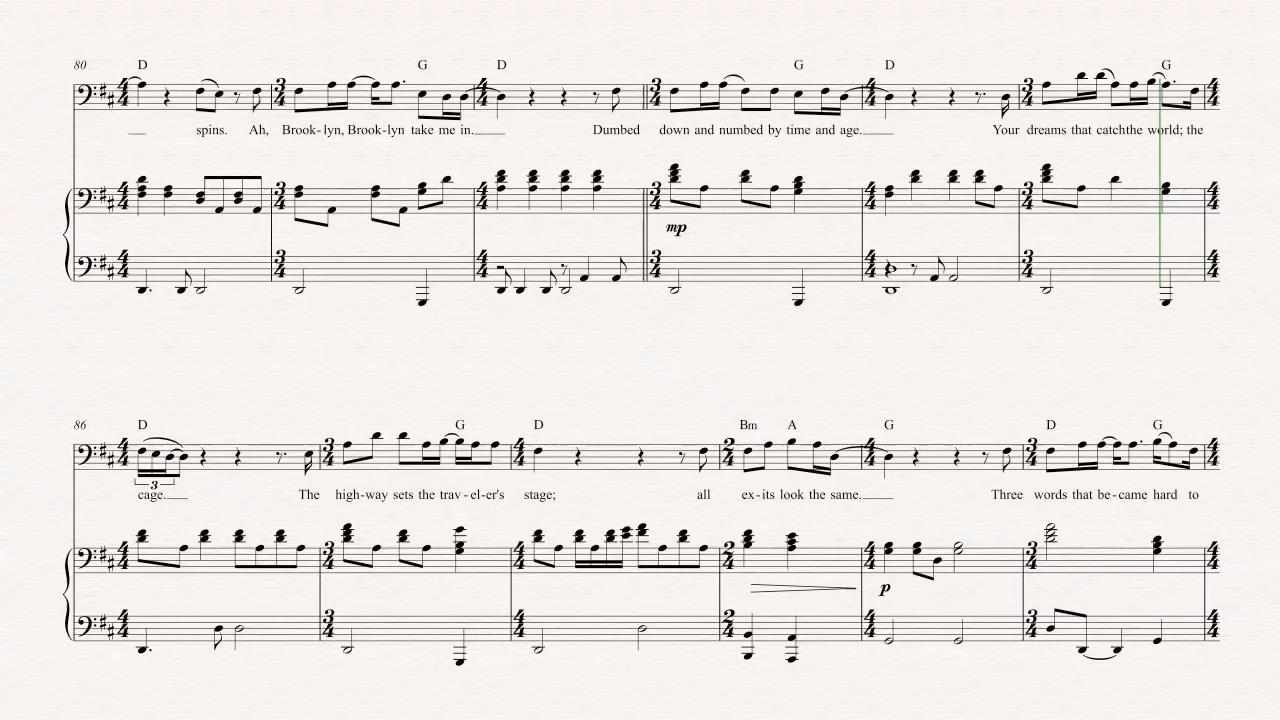 80 D G D G D G
spins. Ah, Brook-lyn, Brook-lyn take me in. Dumbed down and numbed by time and age. Your dreams that catch the world; the
mp
86 D G D Bm A G D G
3
cage. The high-way sets the trav-el-er's stage; all ex-its look the same. Three words that be-came hard to
p